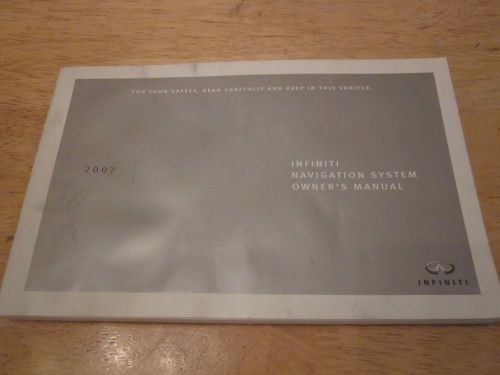 FOR YOUR SAFETY, READ CAREFULLY AND KEEP IN THIS VEHICLE.
2007
INFINITI
NAVIGATION SYSTEM
OWNER'S MANUAL
INFINITI.